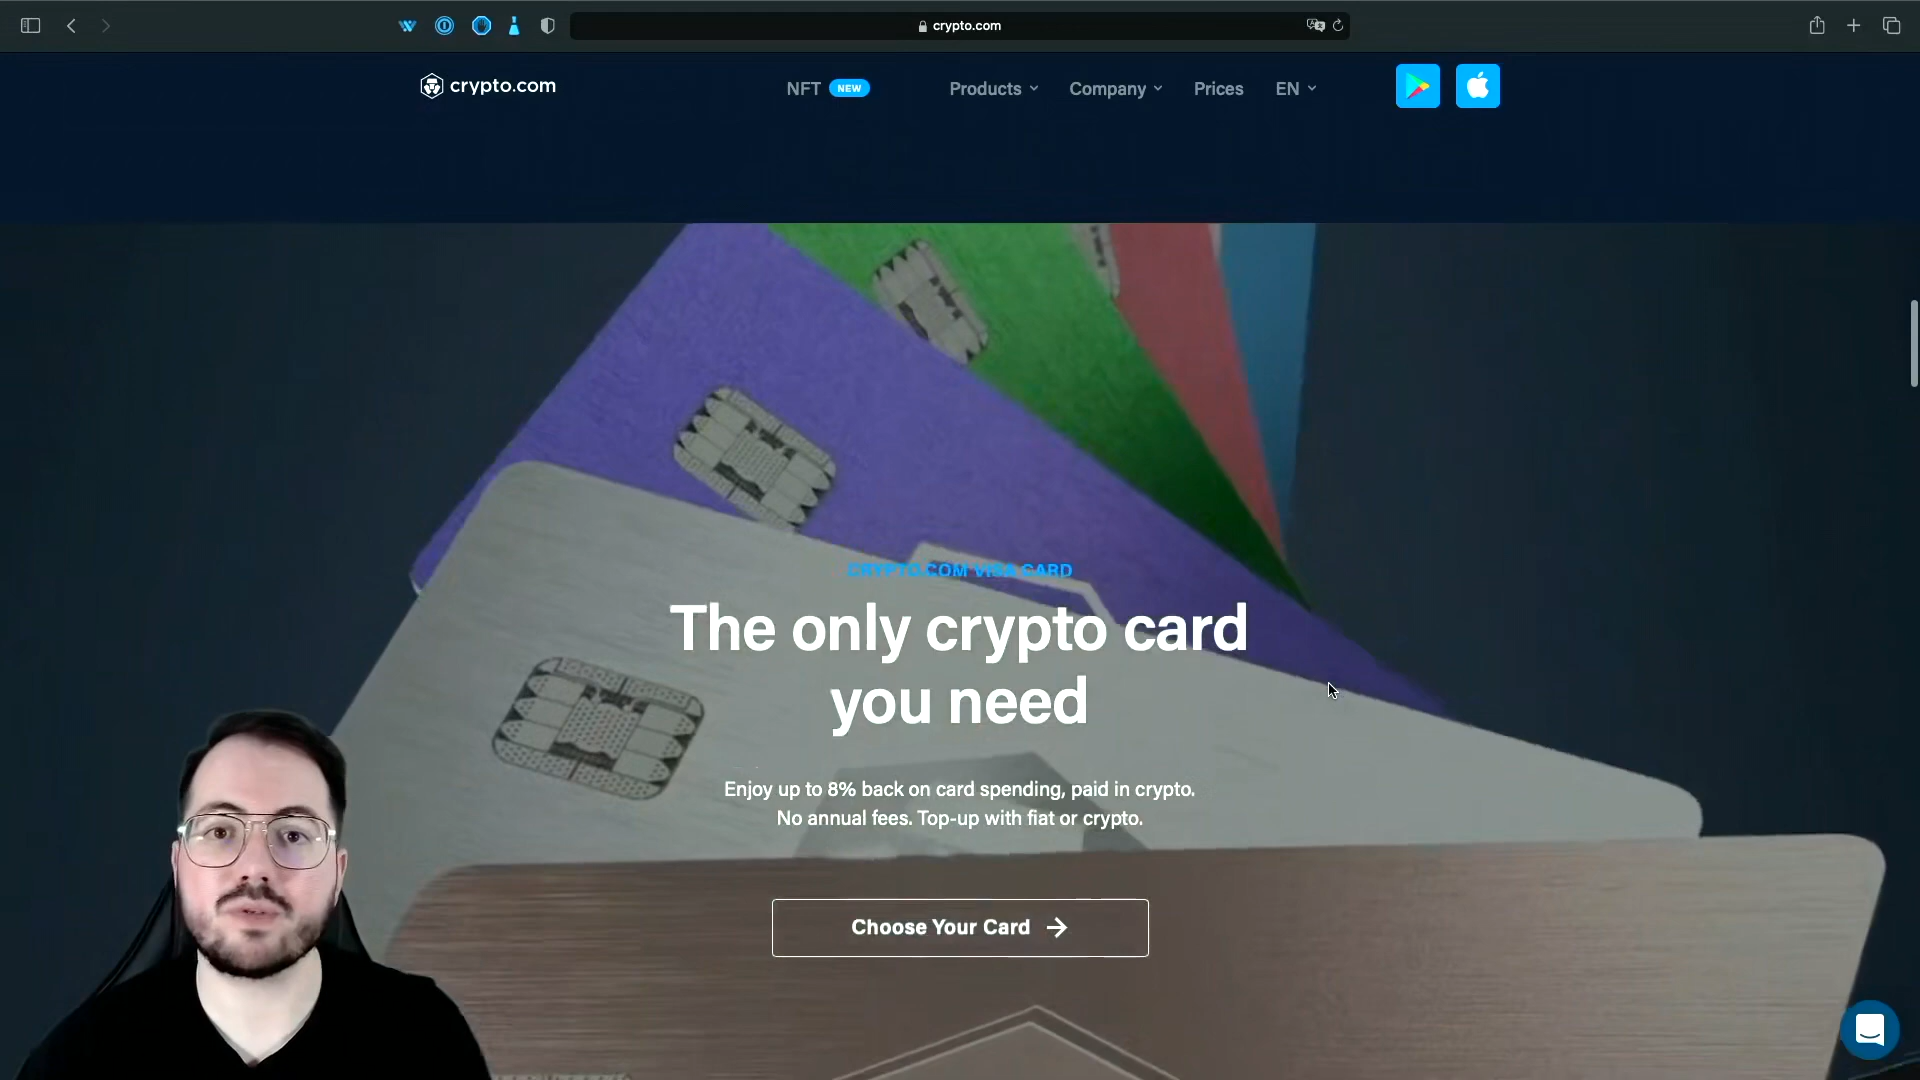 crypto.com
crypto.com
NFT NEW
Products
Company
Prices
EN
CRYPTO.COM VISA CARD
The only crypto card
you need
Enjoy up to 8% back on card spending, paid in crypto.
No annual fees. Top-up with fiat or crypto.
Choose Your Card